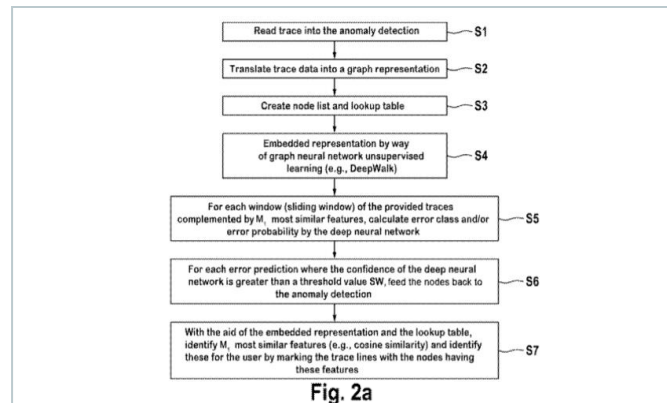 Read trace into the anomaly detection
S1
Translate trace data into a graph representation
S2
Create node list and lookup table
S3
Embedded representation by way
of graph neural network unsupervised
learning (e.g., DeepWalk)
S4
For each window (sliding window) of the provided traces
complemented by M, most similar features, calculate error class and/or
error probability by the deep neural network
S5
For each error prediction where the confidence of the deep neural
network is greater than a threshold value SW, feed the nodes back to
the anomaly detection
S6
With the aid of the embedded representation and the lookup table,
identify M, most similar features (e.g., cosine similarity) and identify
these for the user by marking the trace lines with the nodes having
these features
S7
Fig. 2a